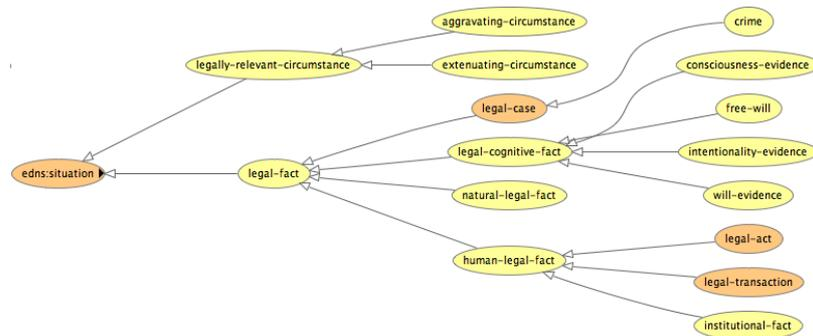 aggravating-circumstance
crime
legally-relevant-circumstance
extenuating-circumstance
consciousness-evidence
legal-case
free-will
legal-cognitive-fact
intentionality-evidence
edns:situation
legal-fact
natural-legal-fact
will-evidence
legal-act
human-legal-fact
legal-transaction
institutional-fact